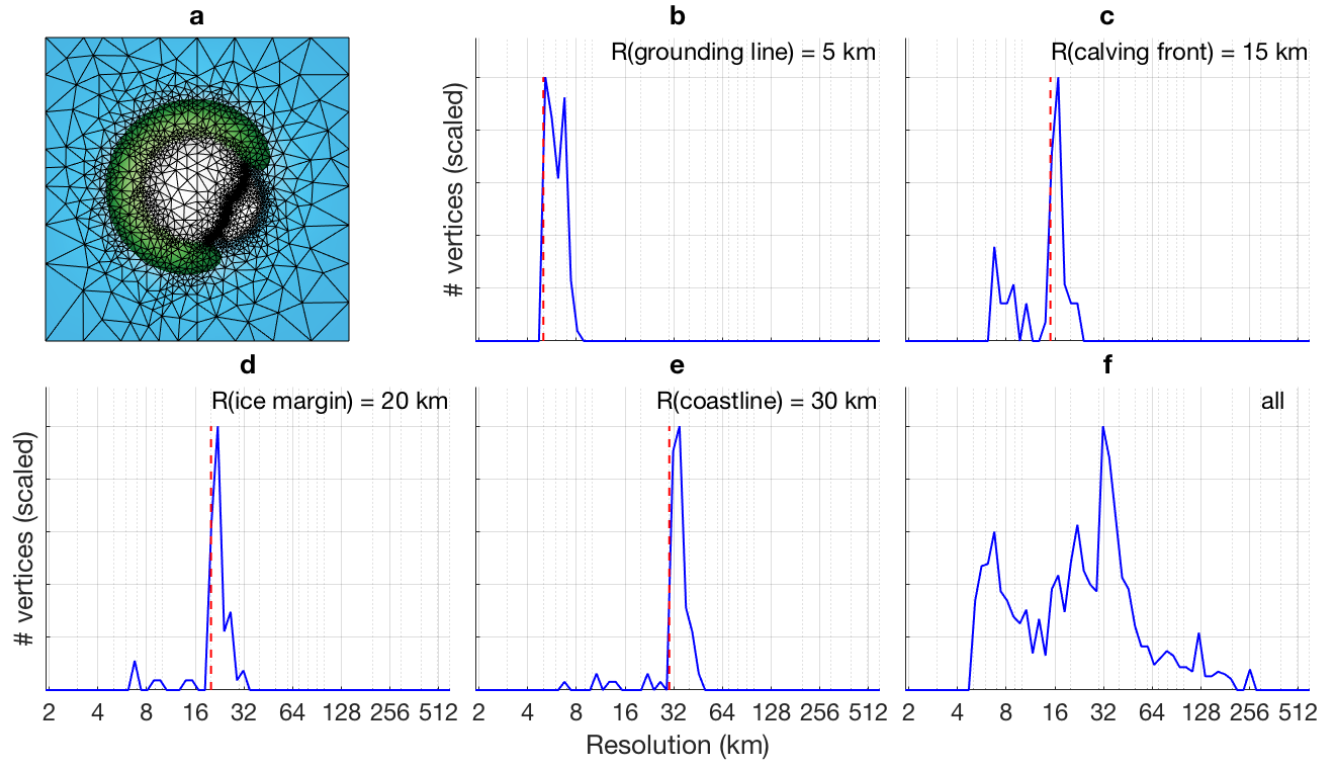 a
b
c
R(grounding line) = 5 km
R(calving front) = 15 km
# vertices (scaled)
d
e
f
R(ice margin) = 20 km
R(coastline) = 30 km
all
# vertices (scaled)
2 4 8 16 32 64 128 256 512
2 4 8 16 32 64 128 256 512
2 4 8 16 32 64 128 256 512
Resolution (km)